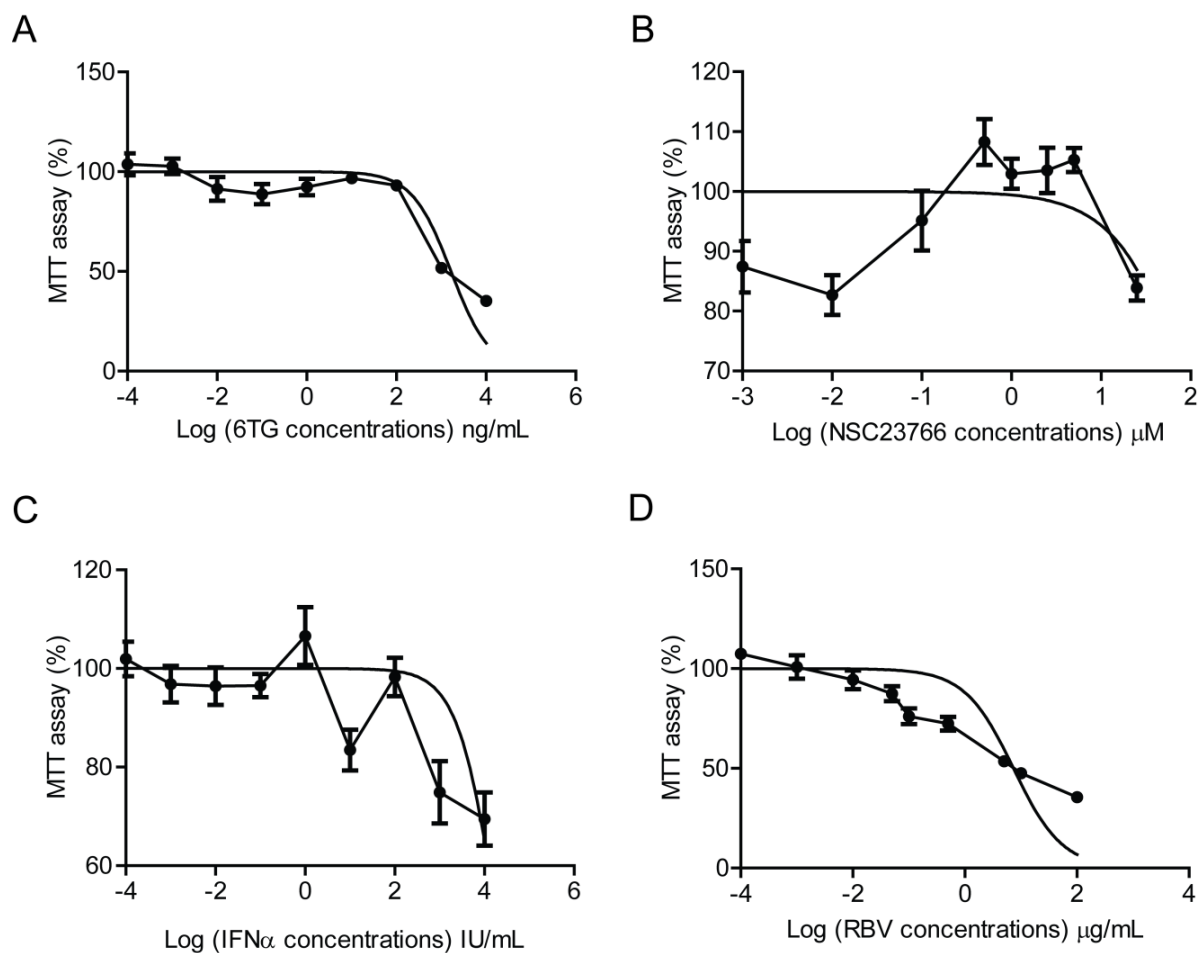 A
150
100
50
0
MTT assay (%)
-4 -2 0 2 4 6
Log (6TG concentrations) ng/mL
B
120
110
100
90
80
70
MTT assay (%)
-3 -2 -1 0 1 2
Log (NSC23766 concentrations) μM
C
120
100
80
60
MTT assay (%)
-4 -2 0 2 4 6
Log (IFNα concentrations) IU/mL
D
150
100
50
0
MTT assay (%)
-4 -2 0 2 4
Log (RBV concentrations) μg/mL